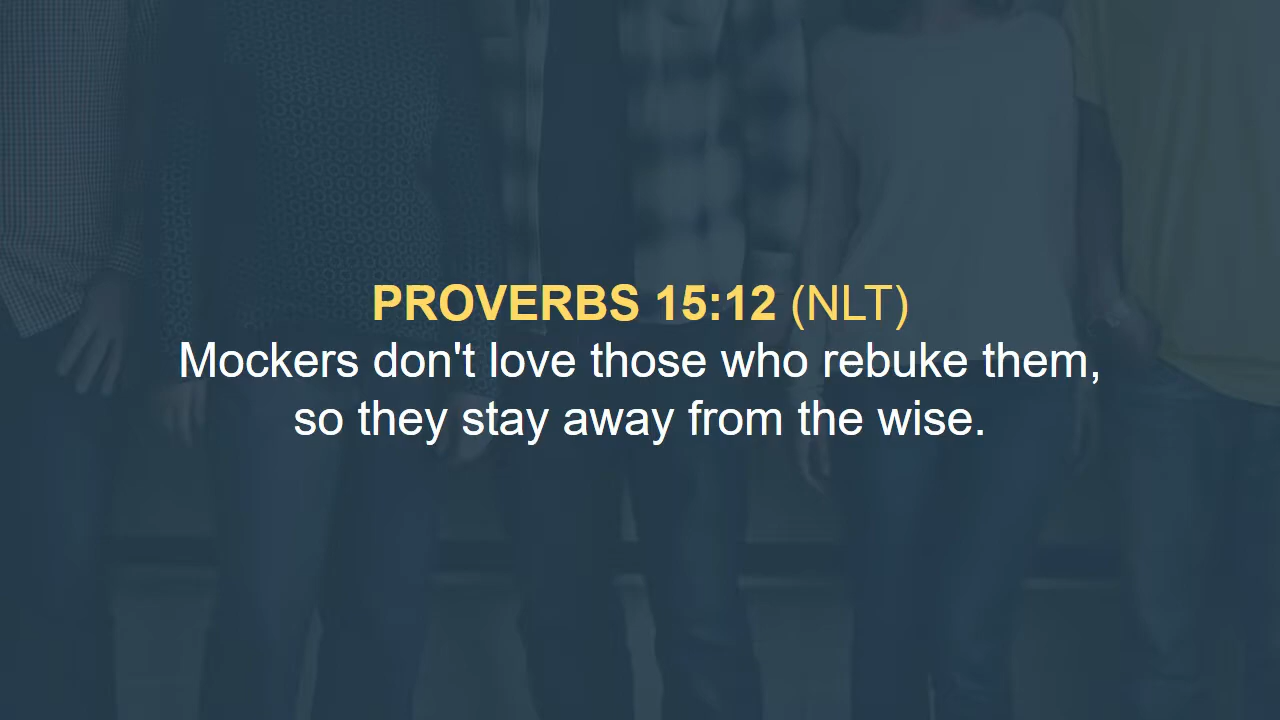 PROVERBS 15:12 (NLT)
Mockers don't love those who rebuke them,
so they stay away from the wise.